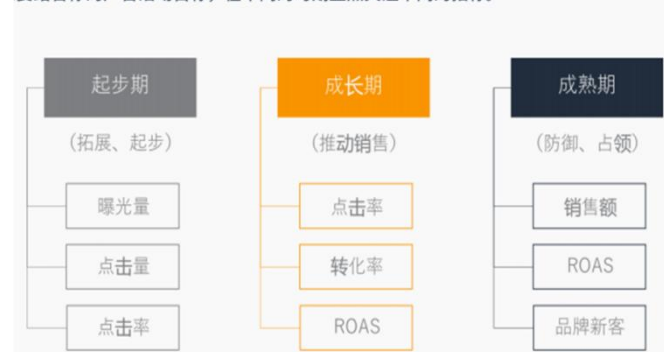 起步期
(拓展、起步)
曝光量
点击量
点击率
成长期
(推动销售)
点击率
转化率
ROAS
成熟期
(防御、占领)
销售额
ROAS
品牌新客